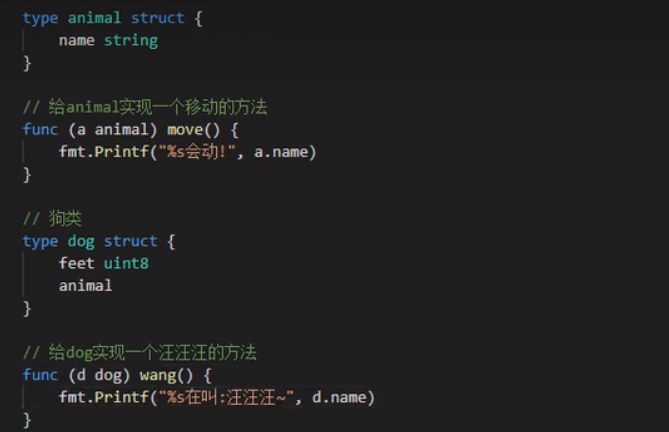 type animal struct {
    name string
}
// 给animal实现一个移动的方法
func (a animal) move() {
    fmt.Printf("%s会动!", a.name)
}
// 狗类
type dog struct {
    feet uint8
    animal
}
// 给dog实现一个汪汪汪的方法
func (d dog) wang() {
    fmt.Printf("%s在叫:汪汪汪~", d.name)
}